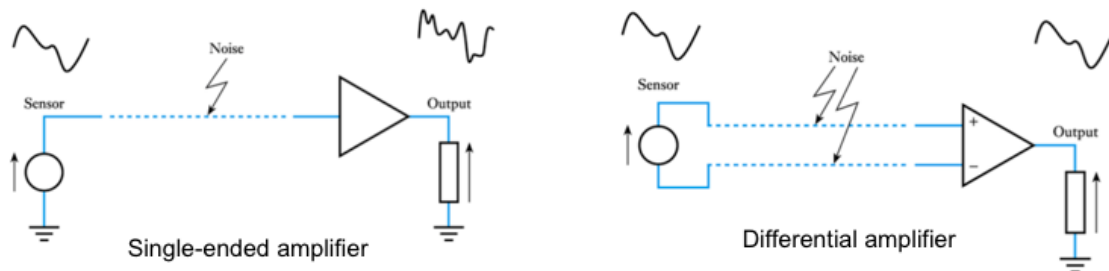 Noise
Sensor
Output
Single-ended amplifier
Noise
Sensor
+
−
Output
Differential amplifier